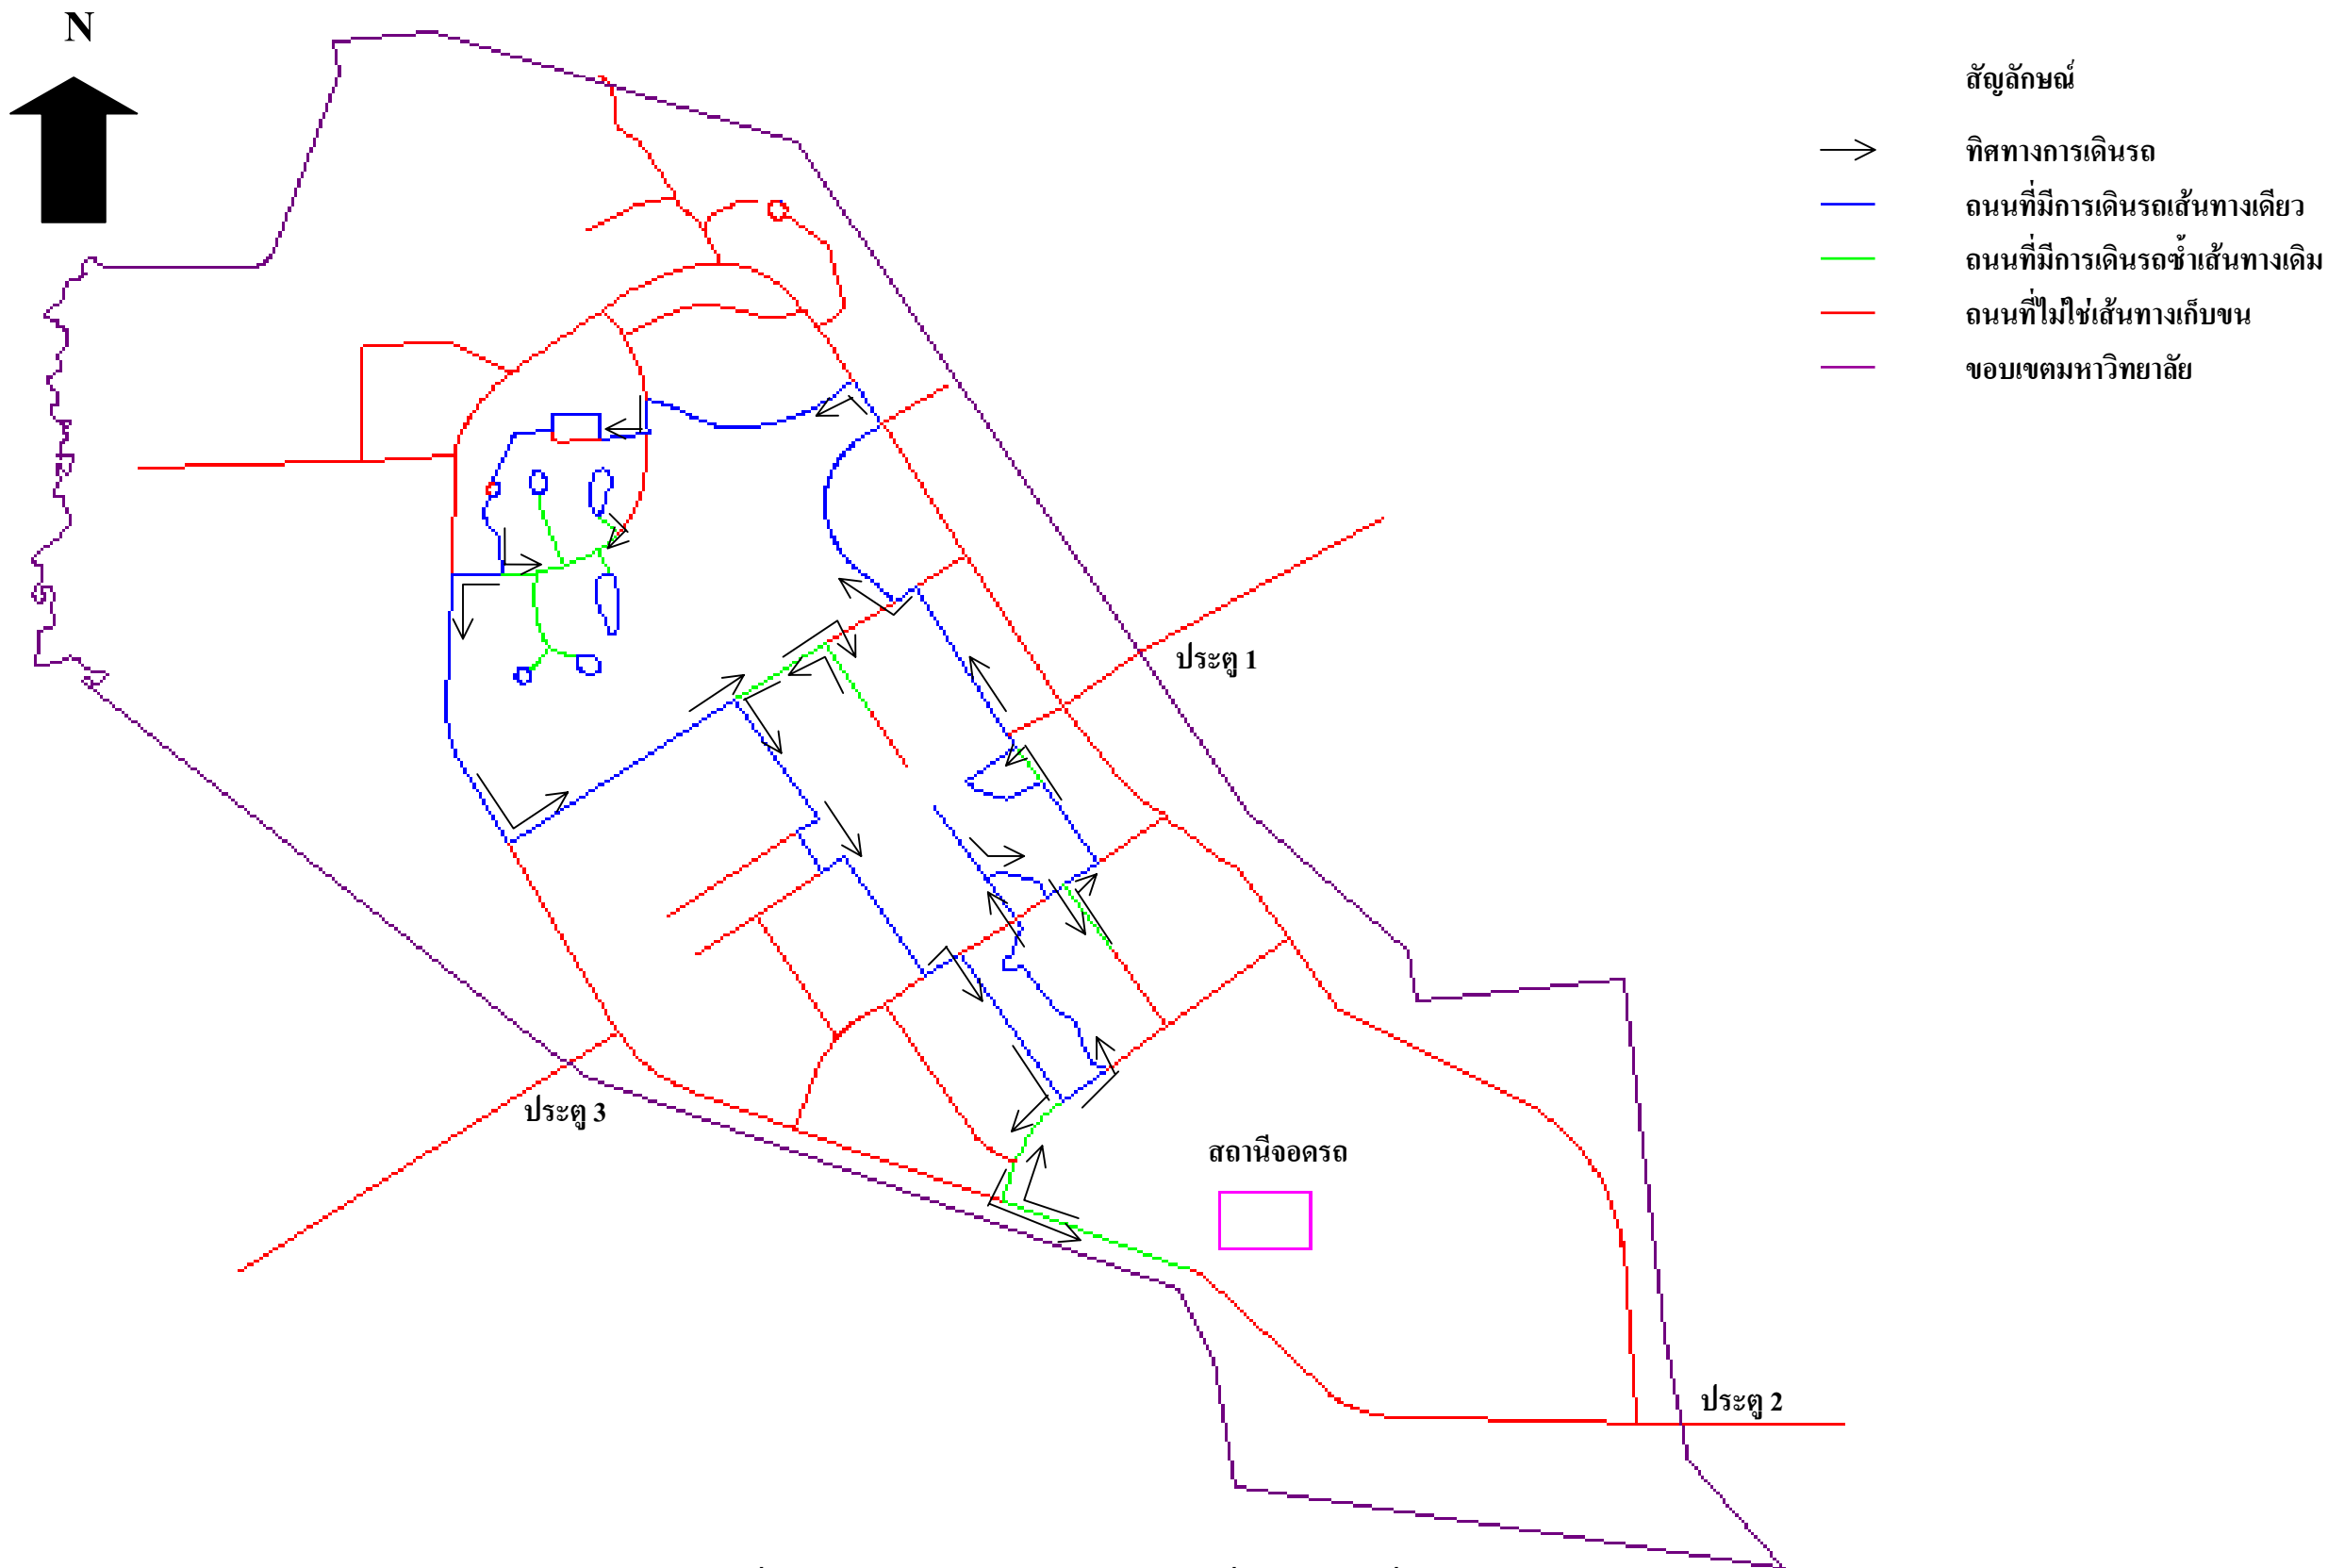 N
สัญลักษณ์
ทิศทางการเดินรถ
ถนนที่มีการเดินรถเส้นทางเดียว
ถนนที่มีการเดินรถซ้ำเส้นทางเดิม
ถนนที่ไม่ใช่เส้นทางเก็บขน
ขอบเขตมหาวิทยาลัย
ประตู 1
ประตู 3
สถานีจอดรถ
ประตู 2